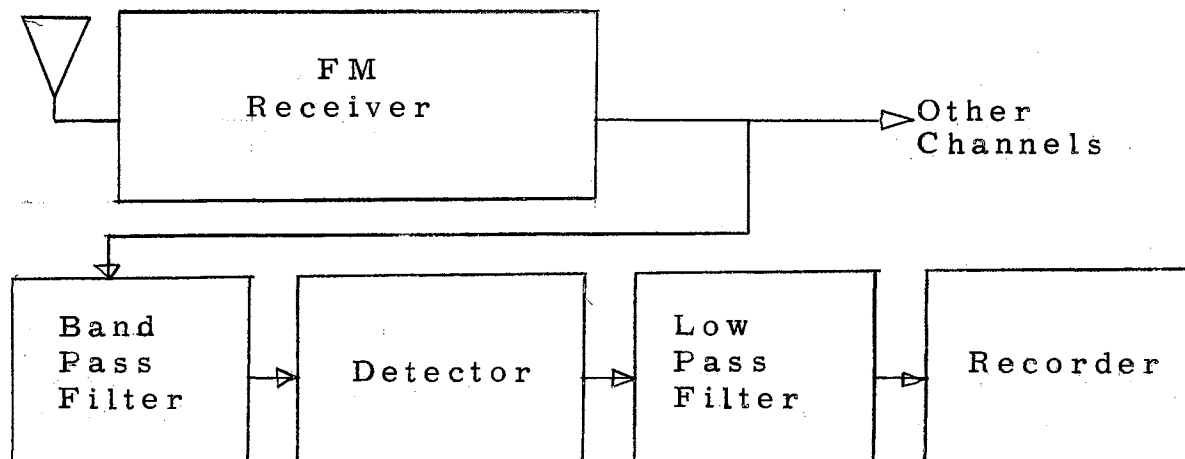 FM
Receiver
Other
Channels
Band
Pass
Filter
Detector
Low
Pass
Filter
Recorder